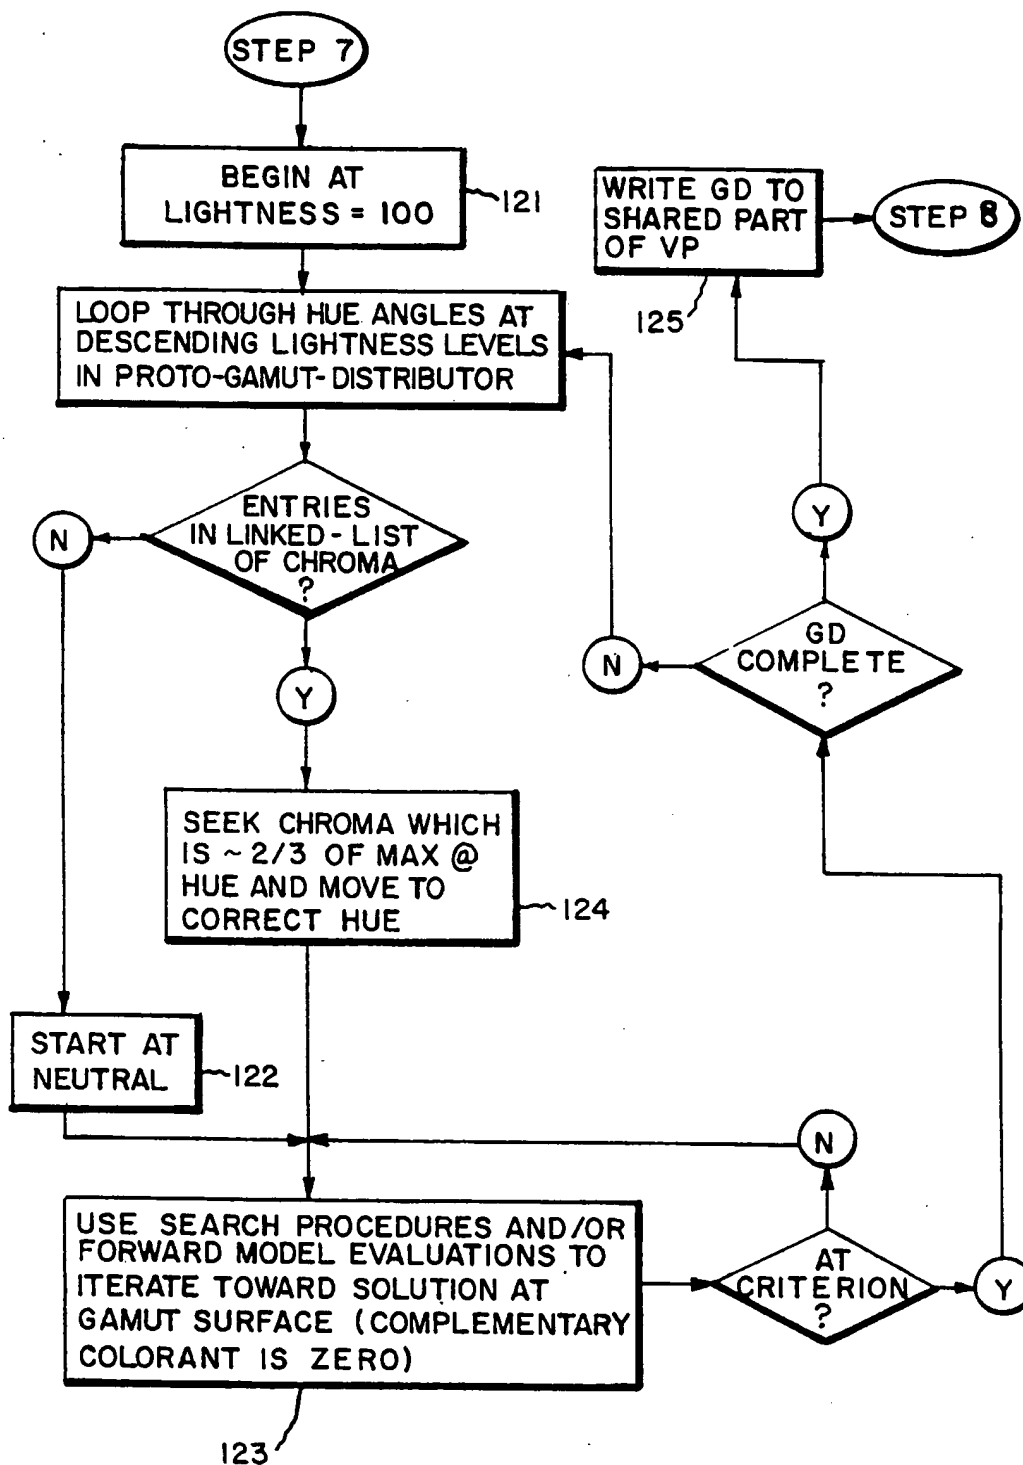 STEP 7
BEGIN AT
LIGHTNESS = 100
121
LOOP THROUGH HUE ANGLES AT
DESCENDING LIGHTNESS LEVELS
IN PROTO-GAMUT-DISTRIBUTOR
ENTRIES
IN LINKED-LIST
OF CHROMA
?
N
Y
SEEK CHROMA WHICH
IS ~ 2/3 OF MAX @
HUE AND MOVE TO
CORRECT HUE
124
START AT
NEUTRAL
122
USE SEARCH PROCEDURES AND/OR
FORWARD MODEL EVALUATIONS TO
ITERATE TOWARD SOLUTION AT
GAMUT SURFACE (COMPLEMENTARY
COLORANT IS ZERO)
123
AT
CRITERION
?
N
Y
GD
COMPLETE
?
N
Y
WRITE GD TO
SHARED PART
OF VP
125
STEP 8